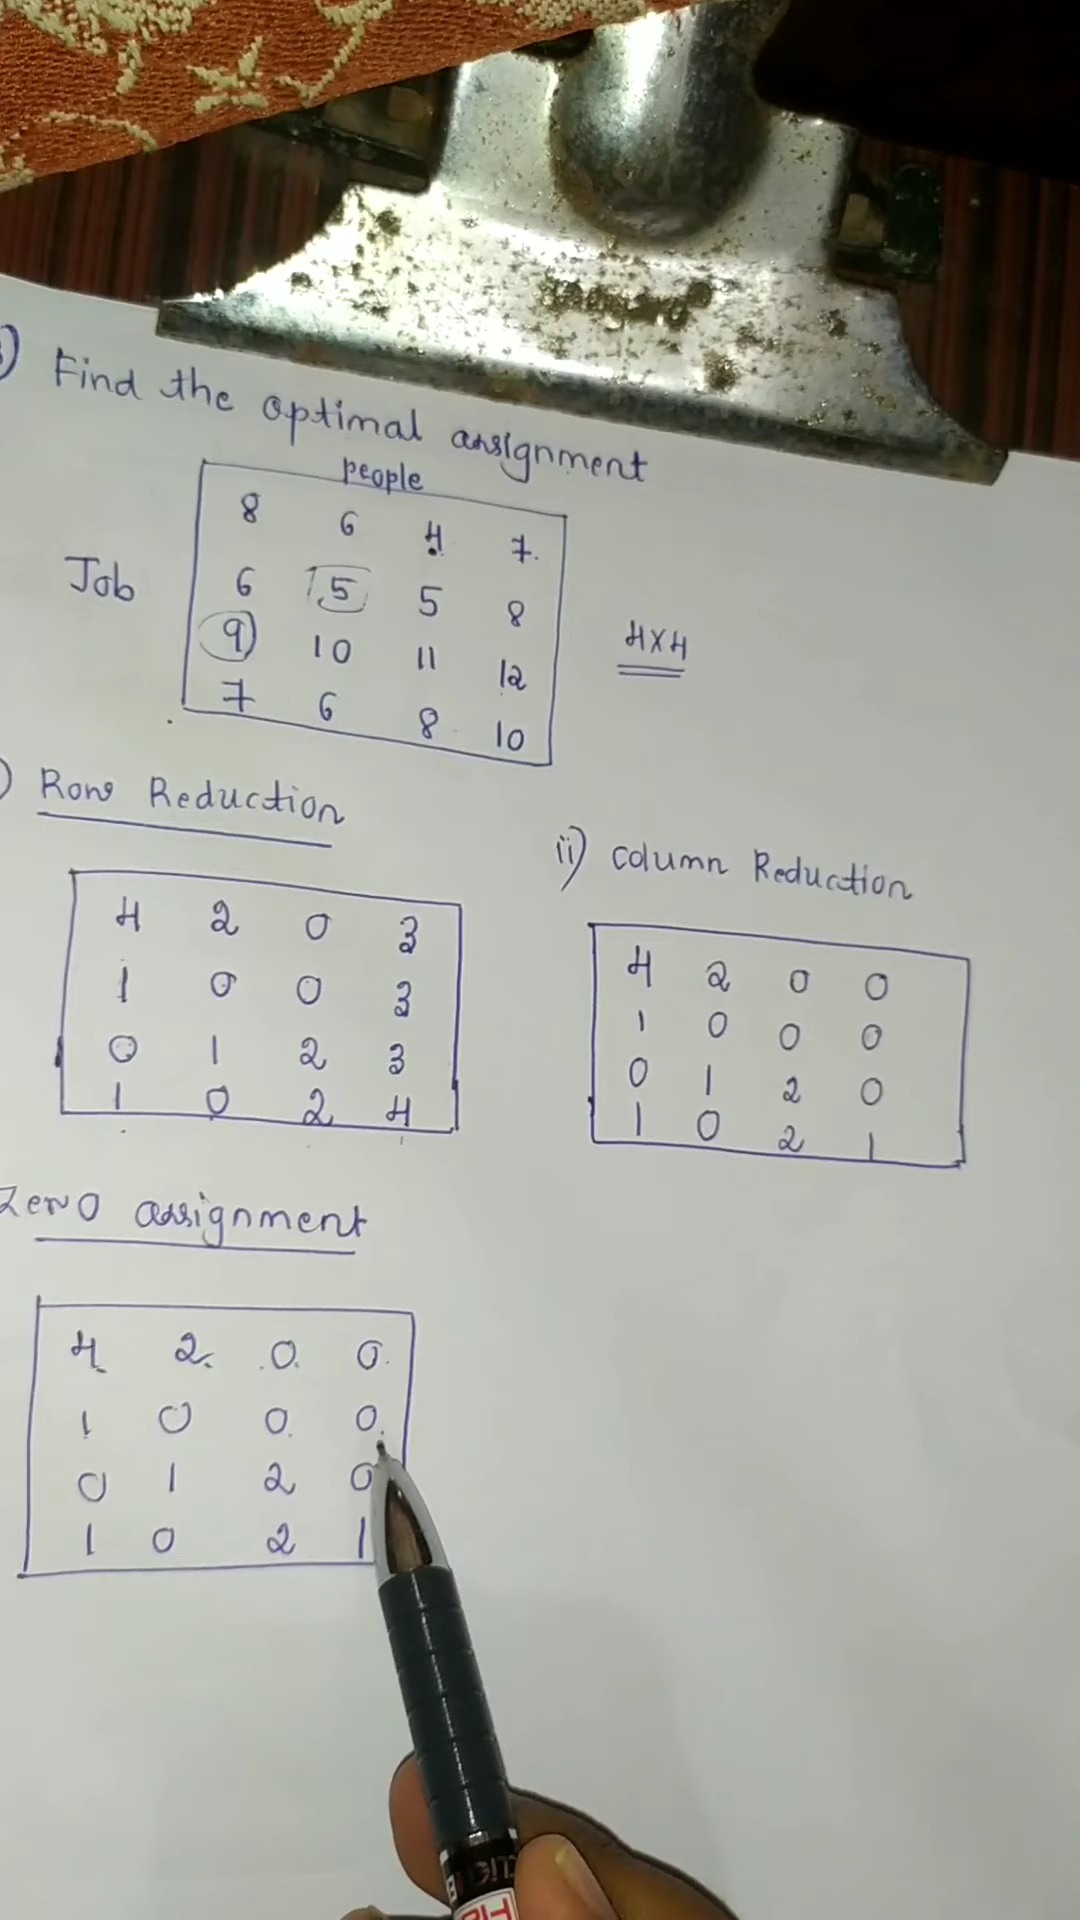 ) Find the optimal assignment
people
Job
8 6 4 7
6 5 5 8
9 10 11 12
7 6 8 10
4x4
) Row Reduction
4 2 0 3
1 0 0 3
0 1 2 3
1 0 2 4
ii) column Reduction
4 2 0 0
1 0 0 0
0 1 2 0
1 0 2 1
Zero assignment
4 2 0 0
1 0 0 0
0 1 2 0
1 0 2 1